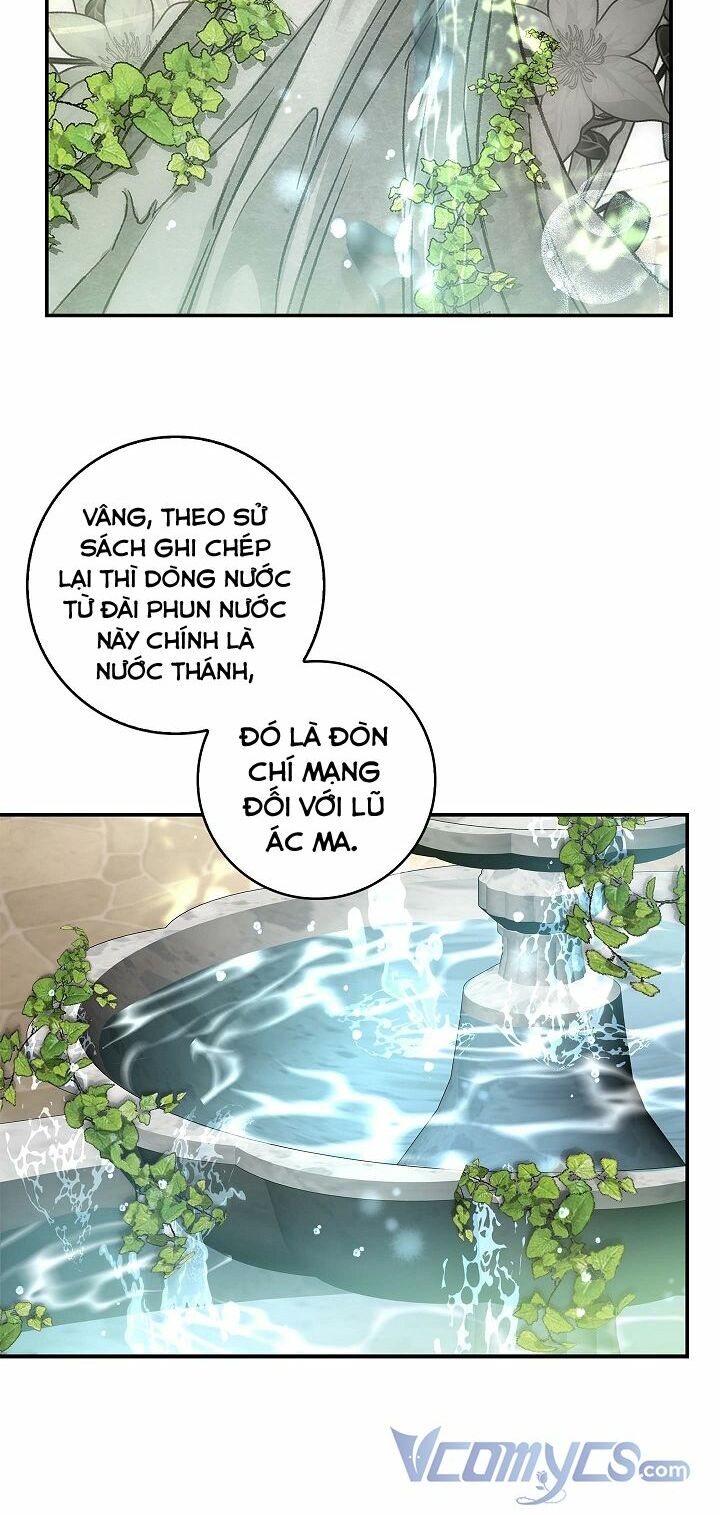 VÂNG, THEO SỬ
SÁCH GHI CHÉP
LẠI THÌ DÒNG NƯỚC
TỪ ĐÀI PHUN NƯỚC
NÀY CHÍNH LÀ
NƯỚC THÁNH,
ĐÓ LÀ ĐÒN
CHÍ MẠNG
ĐỐI VỚI LŨ
ÁC MA.
VCOMYCS.com